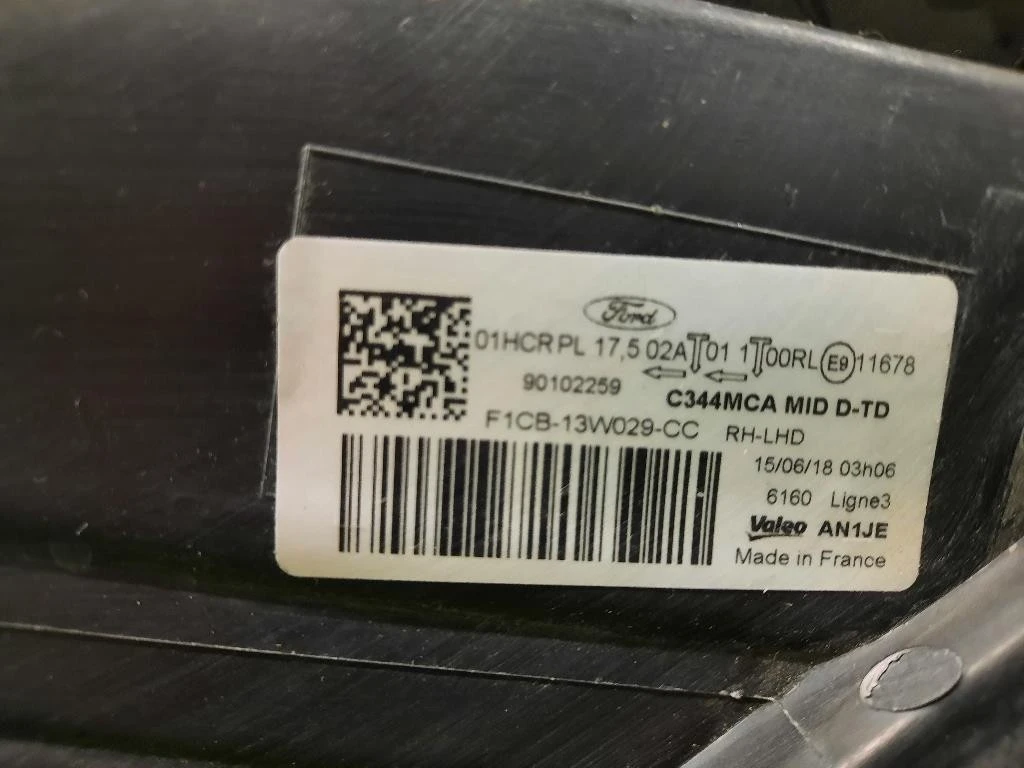 Ford
01HCR PL 17,5 02A 01 1 00RL E9 11678
90102259
C344MCA MID D-TD
F1CB-13W029-CC RH-LHD
15/06/18 03h06
6160 Ligne3
Valeo AN1JE
Made in France